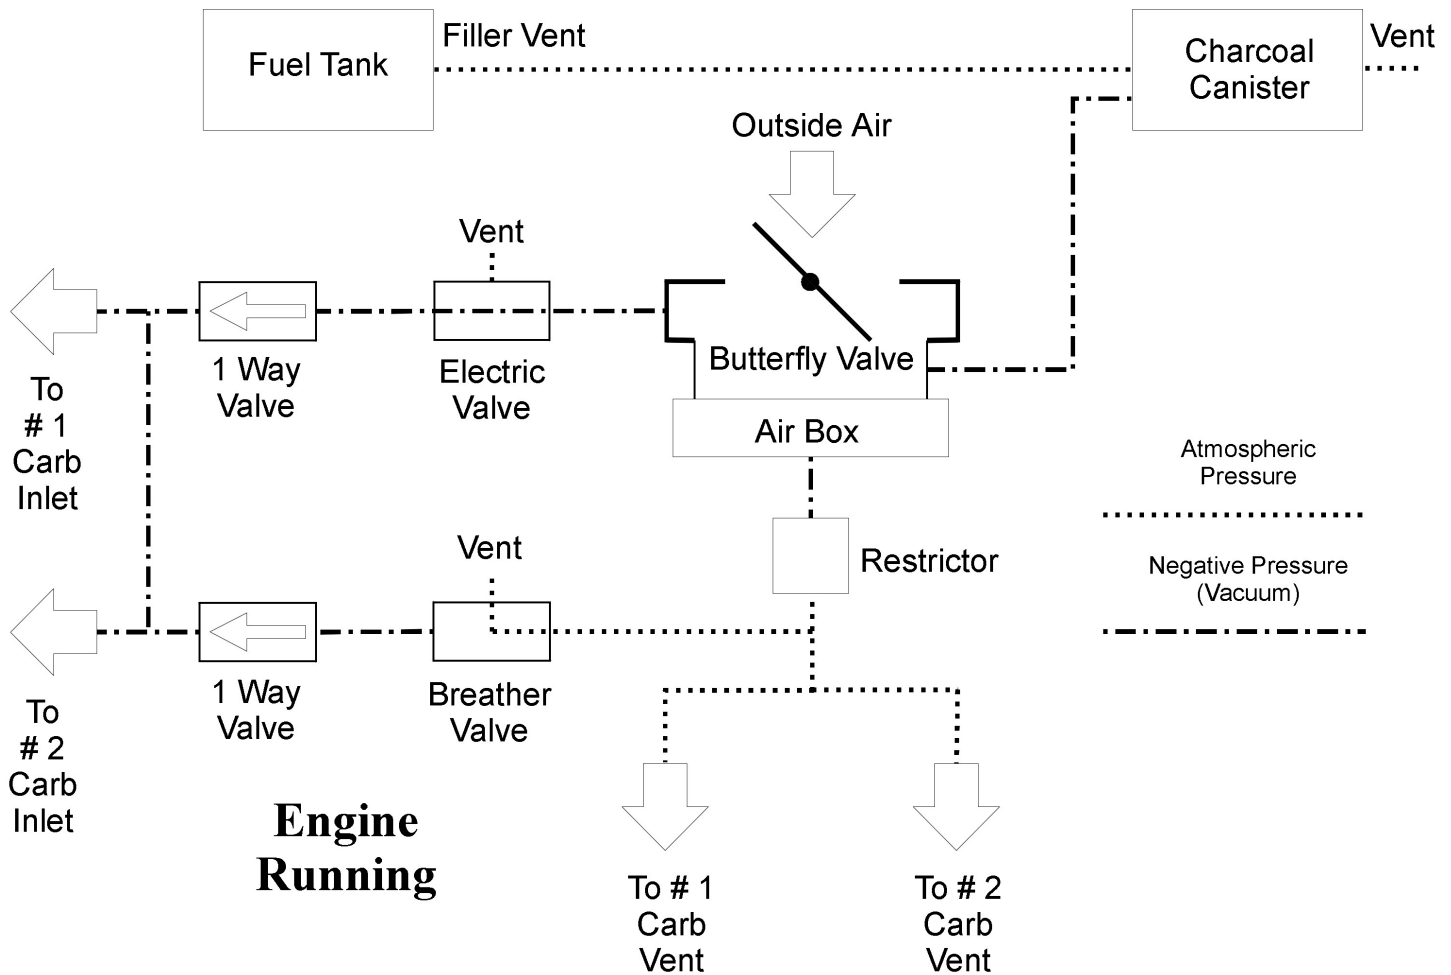 Filler Vent
Fuel Tank
Charcoal
Canister
Vent
Outside Air
Vent
Butterfly Valve
1 Way
Valve
Electric
Valve
To
# 1
Carb
Inlet
Air Box
Atmospheric
Pressure
Vent
Restrictor
Negative Pressure
(Vacuum)
1 Way
Valve
Breather
Valve
To
# 2
Carb
Inlet
Engine
Running
To # 1
Carb
Vent
To # 2
Carb
Vent